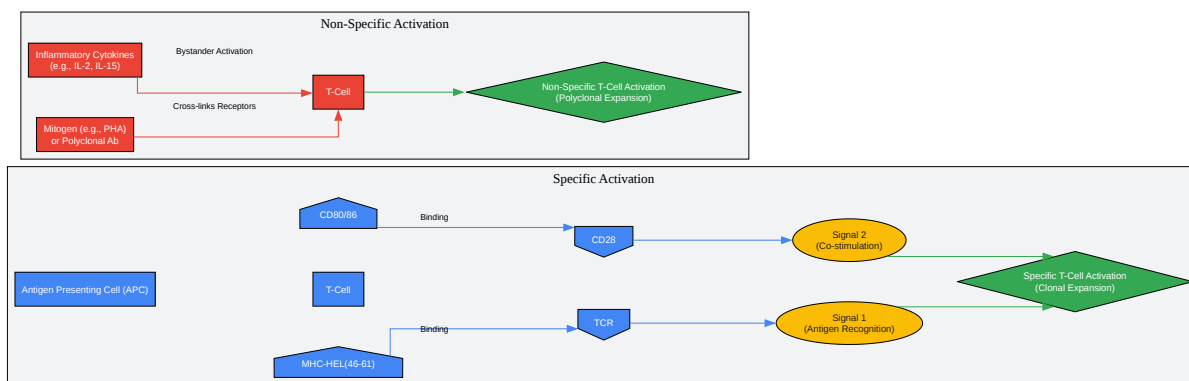 Non-Specific Activation
Inflammatory Cytokines
(e.g., IL-2, IL-15)
Bystander Activation
T-Cell
Non-Specific T-Cell Activation
(Polyclonal Expansion)
Cross-links Receptors
Mitogen (e.g., PHA)
or Polyclonal Ab
Specific Activation
CD80/86
Binding
CD28
Signal 2
(Co-stimulation)
Antigen Presenting Cell (APC)
T-Cell
Specific T-Cell Activation
(Clonal Expansion)
MHC-HEL(46-61)
Binding
TCR
Signal 1
(Antigen Recognition)